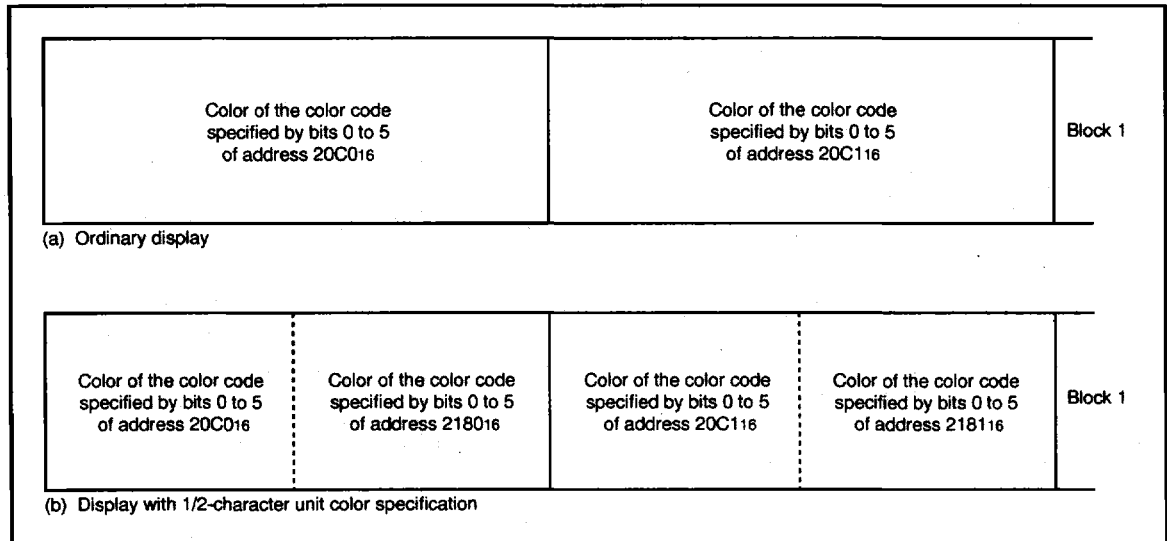 Color of the color code
specified by bits 0 to 5
of address 20C016
Color of the color code
specified by bits 0 to 5
of address 20C116
Block 1
(a) Ordinary display
Color of the color code
specified by bits 0 to 5
of address 20C016
Color of the color code
specified by bits 0 to 5
of address 218016
Color of the color code
specified by bits 0 to 5
of address 20C116
Color of the color code
specified by bits 0 to 5
of address 218116
Block 1
(b) Display with 1/2-character unit color specification